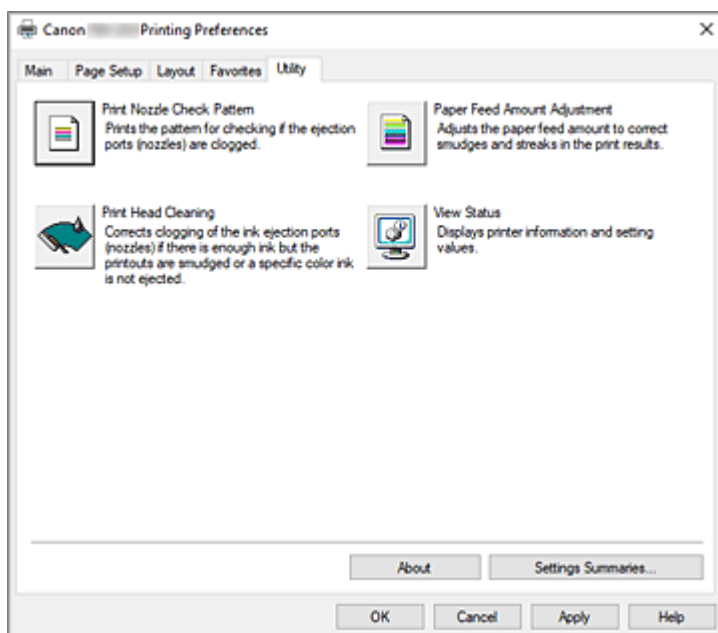 Canon Printing Preferences
Main Page Setup Layout Favorites Utility
Print Nozzle Check Pattern
Prints the pattern for checking if the ejection
ports (nozzles) are clogged.
Paper Feed Amount Adjustment
Adjusts the paper feed amount to correct
smudges and streaks in the print results.
Print Head Cleaning
Corrects clogging of the ink ejection ports
(nozzles) if there is enough ink but the
printouts are smudged or a specific color ink
is not ejected.
View Status
Displays printer information and setting
values.
About Settings Summaries...
OK Cancel Apply Help